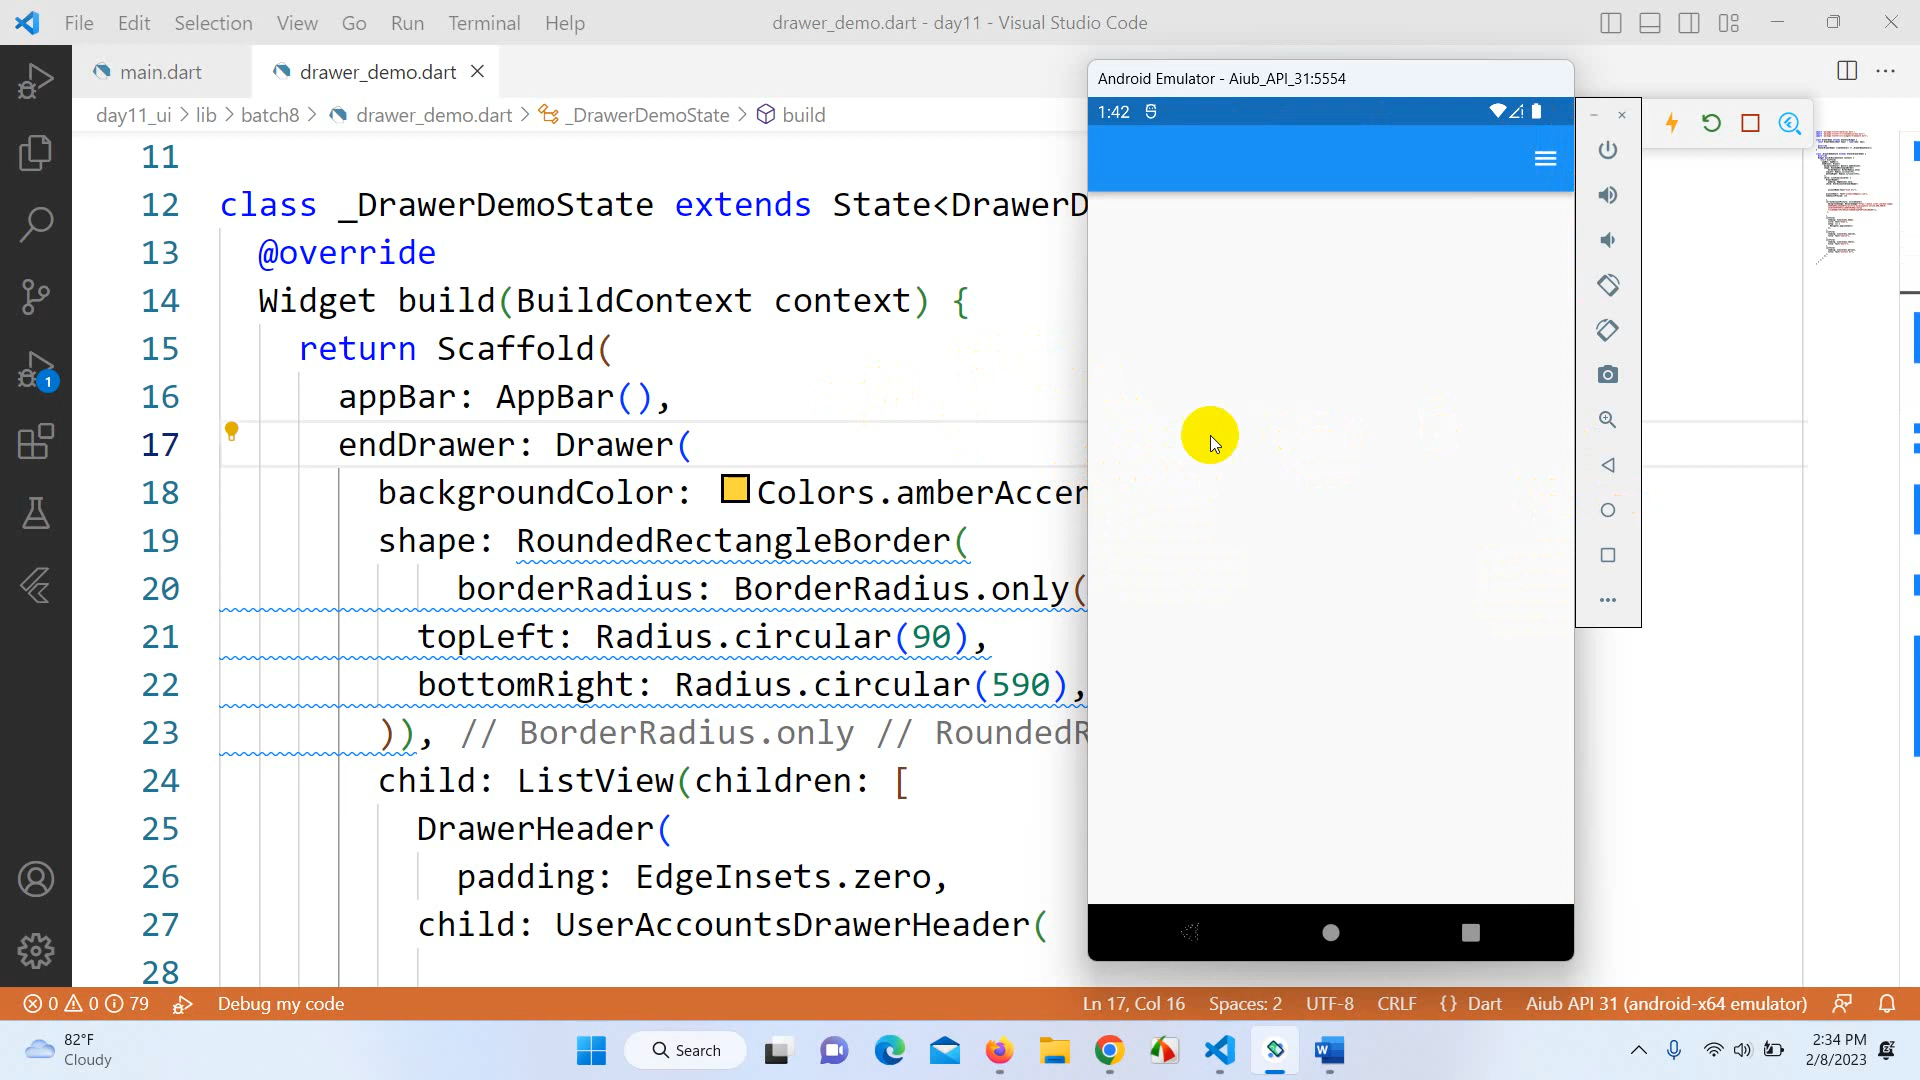 File Edit Selection View Go Run Terminal Help
drawer_demo.dart - day11 - Visual Studio Code
main.dart
drawer_demo.dart
day11_ui > lib > batch8 > drawer_demo.dart > _DrawerDemoState > build
11
12 class _DrawerDemoState extends State<DrawerD
13 @override
14 Widget build(BuildContext context) {
15 return Scaffold(
16 appBar: AppBar(),
17 endDrawer: Drawer(
18 backgroundColor: Colors.amberAccen
19 shape: RoundedRectangleBorder(
20 borderRadius: BorderRadius.only(
21 topLeft: Radius.circular(90),
22 bottomRight: Radius.circular(590),
23 )), // BorderRadius.only // RoundedR
24 child: ListView(children: [
25 DrawerHeader(
26 padding: EdgeInsets.zero,
27 child: UserAccountsDrawerHeader(
28
Android Emulator - Aiub_API_31:5554
1:42
1
0 0 79 Debug my code
Ln 17, Col 16 Spaces: 2 UTF-8 CRLF {} Dart Aiub API 31 (android-x64 emulator)
82°F
Cloudy
Search
2:34 PM
2/8/2023